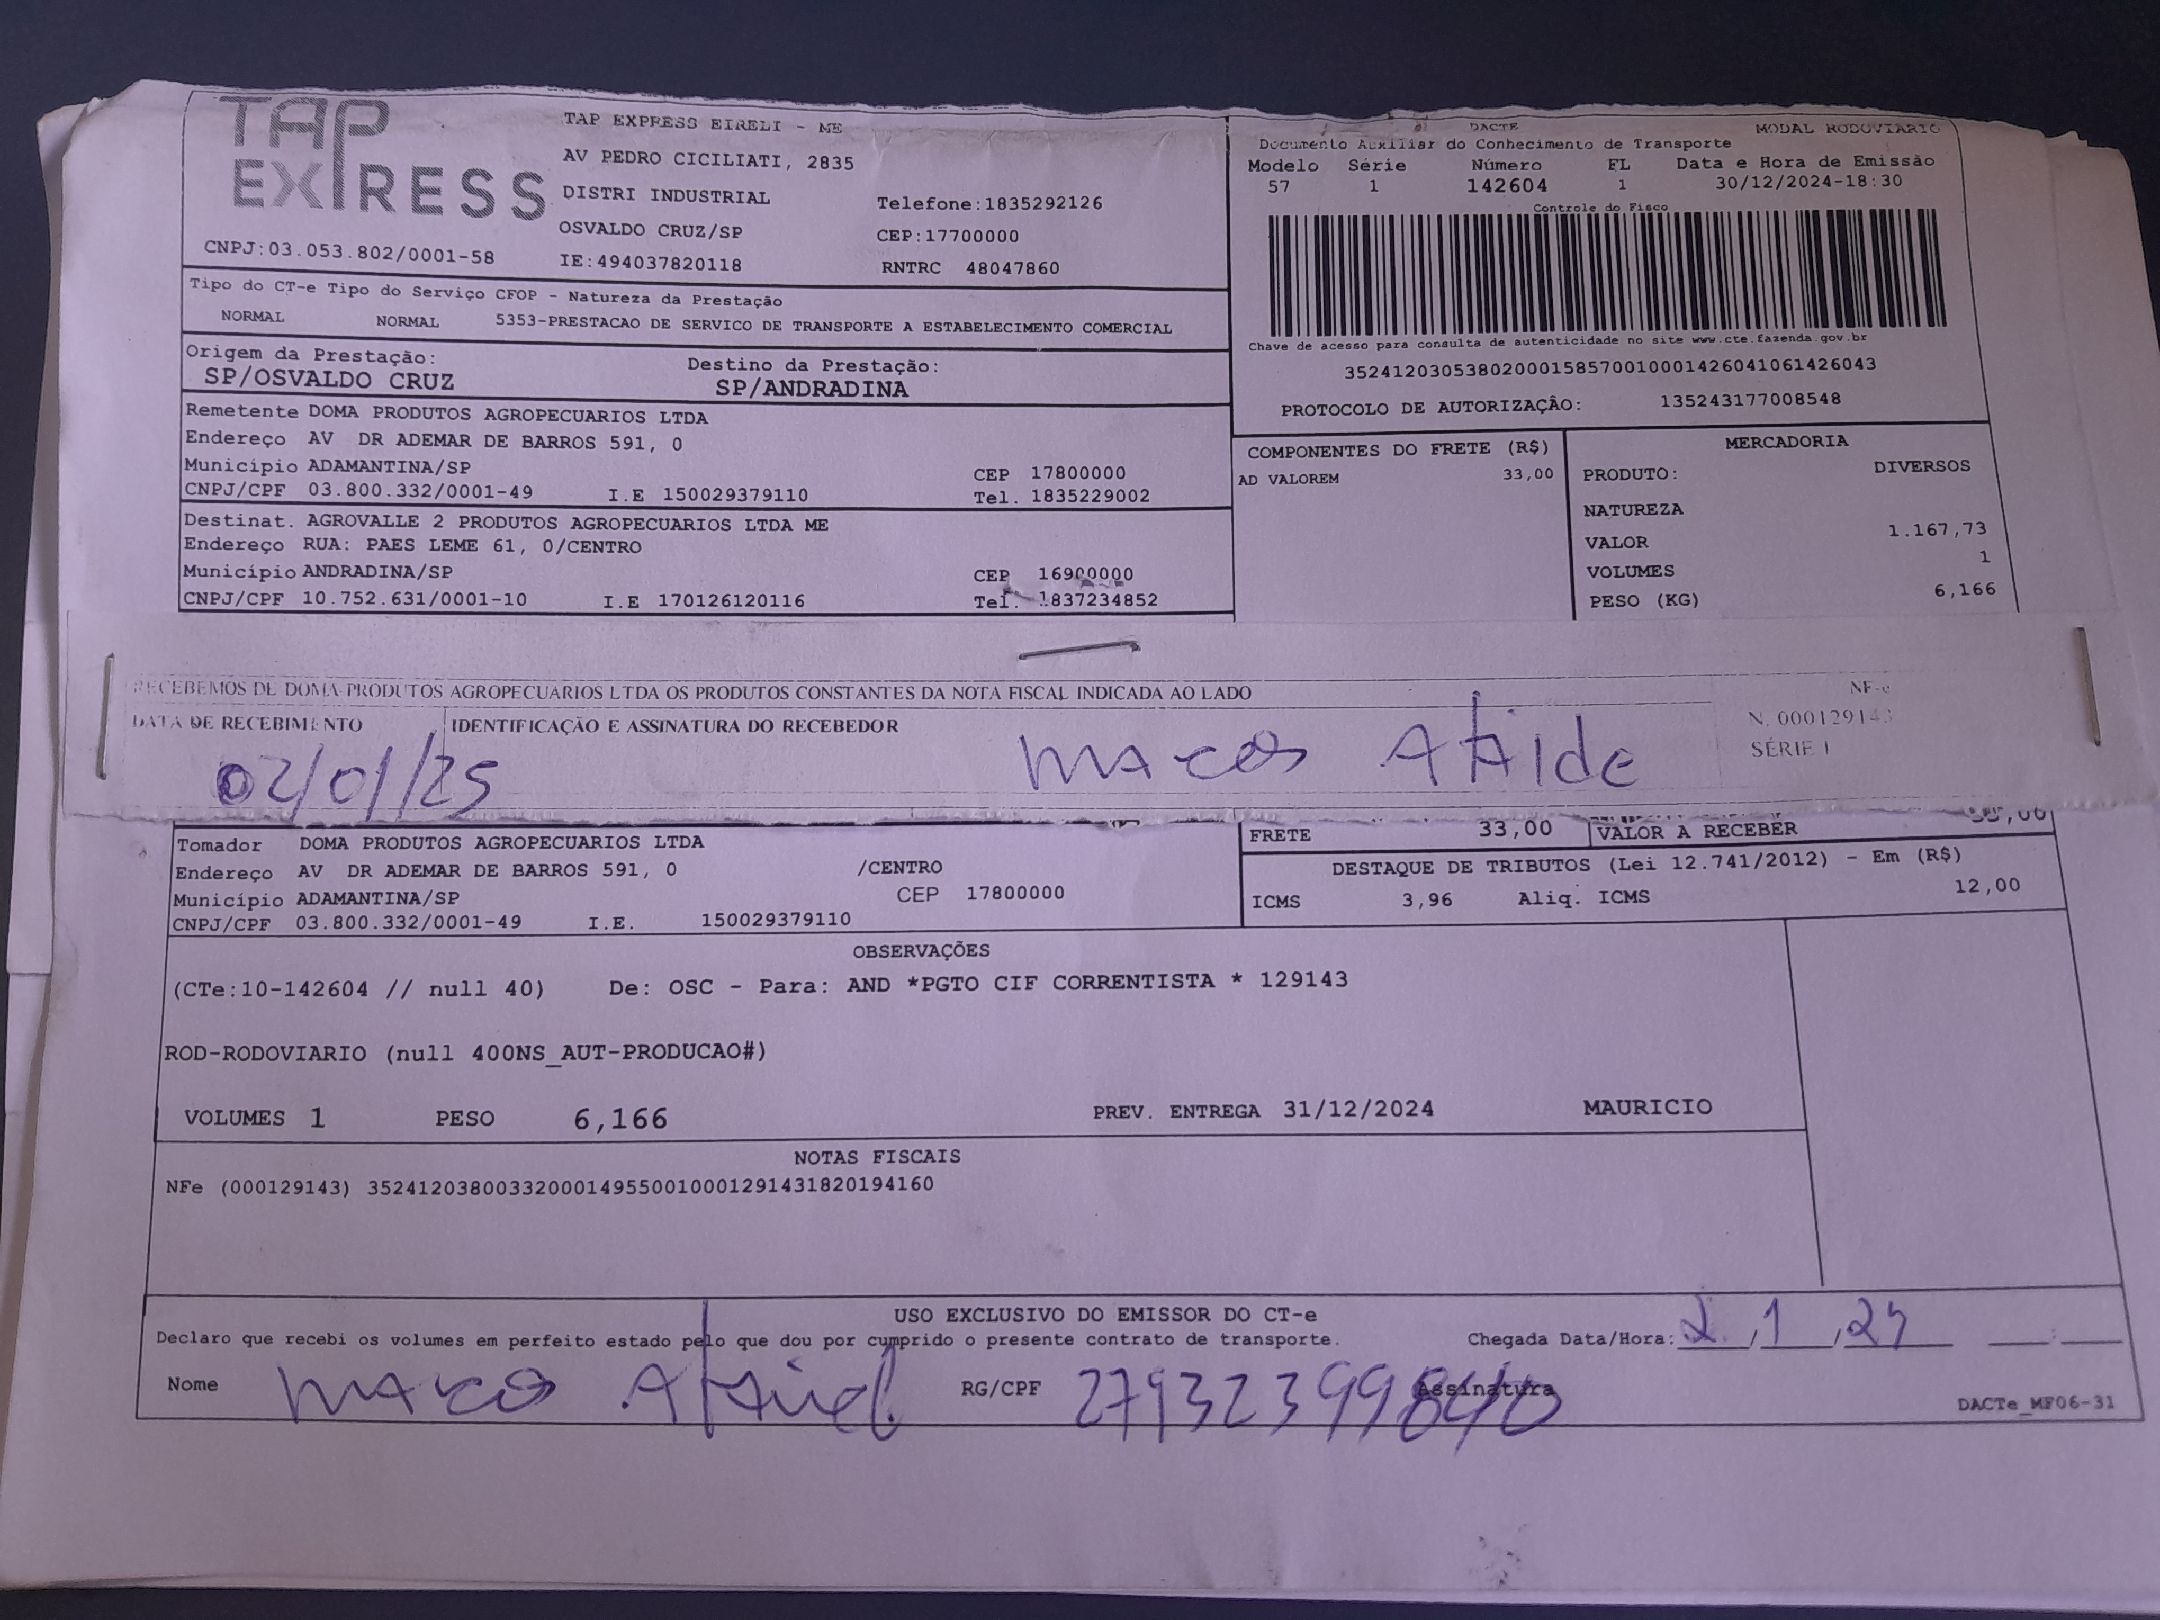 TAP EXPRESS
TAP EXPRESS EIRELI - ME
AV PEDRO CICILIATI, 2835
DISTRI INDUSTRIAL
Telefone:1835292126
OSVALDO CRUZ/SP
CEP:17700000
CNPJ:03.053.802/0001-58
IE:494037820118
RNTRC 48047860
DACTE
MODAL RODOVIARIO
Documento Auxiliar do Conhecimento de Transporte
Modelo Série Número FL Data e Hora de Emissão
57 1 142604 1 30/12/2024-18:30
Controle do Fisco
Chave de acesso para consulta de autenticidade no site www.cte.fazenda.gov.br
35241203053802000158570010001426041061426043
PROTOCOLO DE AUTORIZAÇÂO: 135243177008548
Tipo do CT-e Tipo do Serviço CFOP - Natureza da Prestação
NORMAL NORMAL 5353-PRESTACAO DE SERVICO DE TRANSPORTE A ESTABELECIMENTO COMERCIAL
Origem da Prestação: Destino da Prestação:
SP/OSVALDO CRUZ SP/ANDRADINA
Remetente DOMA PRODUTOS AGROPECUARIOS LTDA
Endereço AV DR ADEMAR DE BARROS 591, 0
Município ADAMANTINA/SP CEP 17800000
CNPJ/CPF 03.800.332/0001-49 I.E 150029379110 Tel. 1835229002
Destinat. AGROVALLE 2 PRODUTOS AGROPECUARIOS LTDA ME
Endereço RUA: PAES LEME 61, 0/CENTRO
Município ANDRADINA/SP CEP 16900000
CNPJ/CPF 10.752.631/0001-10 I.E 170126120116 Tel. 1837234852
COMPONENTES DO FRETE (R$)
AD VALOREM 33,00
MERCADORIA
PRODUTO: DIVERSOS
NATUREZA
VALOR 1.167,73
VOLUMES 1
PESO (KG) 6,166
RECEBEMOS DE DOMA PRODUTOS AGROPECUARIOS LTDA OS PRODUTOS CONSTANTES DA NOTA FISCAL INDICADA AO LADO
NF-e
DATA DE RECEBIMENTO IDENTIFICAÇÃO E ASSINATURA DO RECEBEDOR
N. 000129143
SÉRIE 1
02/01/25 Marcos Ataide
Tomador DOMA PRODUTOS AGROPECUARIOS LTDA
Endereço AV DR ADEMAR DE BARROS 591, 0 /CENTRO
Município ADAMANTINA/SP CEP 17800000
CNPJ/CPF 03.800.332/0001-49 I.E. 150029379110
FRETE 33,00 VALOR A RECEBER
DESTAQUE DE TRIBUTOS (Lei 12.741/2012) - Em (R$)
ICMS 3,96 Aliq. ICMS 12,00
OBSERVAÇÕES
(CTe:10-142604 // null 40) De: OSC - Para: AND *PGTO CIF CORRENTISTA * 129143
ROD-RODOVIARIO (null 400NS_AUT-PRODUCAO#)
VOLUMES 1 PESO 6,166 PREV. ENTREGA 31/12/2024 MAURICIO
NOTAS FISCAIS
NFe (000129143) 35241203800332000149550010001291431820194160
USO EXCLUSIVO DO EMISSOR DO CT-e
Declaro que recebi os volumes em perfeito estado pelo que dou por cumprido o presente contrato de transporte.
Chegada Data/Hora: 2/1/25
Nome Marcos RG/CPF 27932399840 Assinatura
DACTe_MF06-31